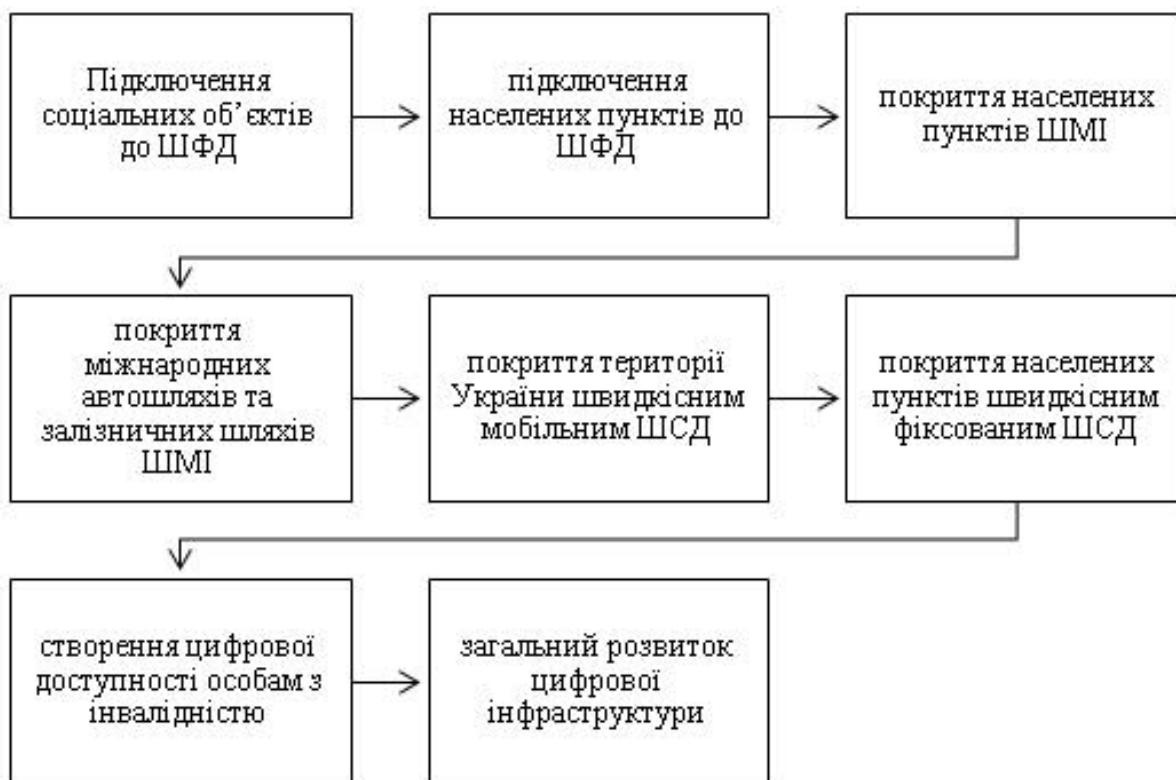 Підключення
соціальних об’єктів
до ШФД
підключення
населених пунктів до
ШФД
покриття населених
пунктів ШМІ
покриття
міжнародних
автошляхів та
залізничних шляхів
ШМІ
покриття території
України швидкісним
мобільним ШСД
покриття населених
пунктів швидкісним
фіксованим ШСД
створення цифрової
доступності особам з
інвалідністю
загальний розвиток
цифрової
інфраструктури